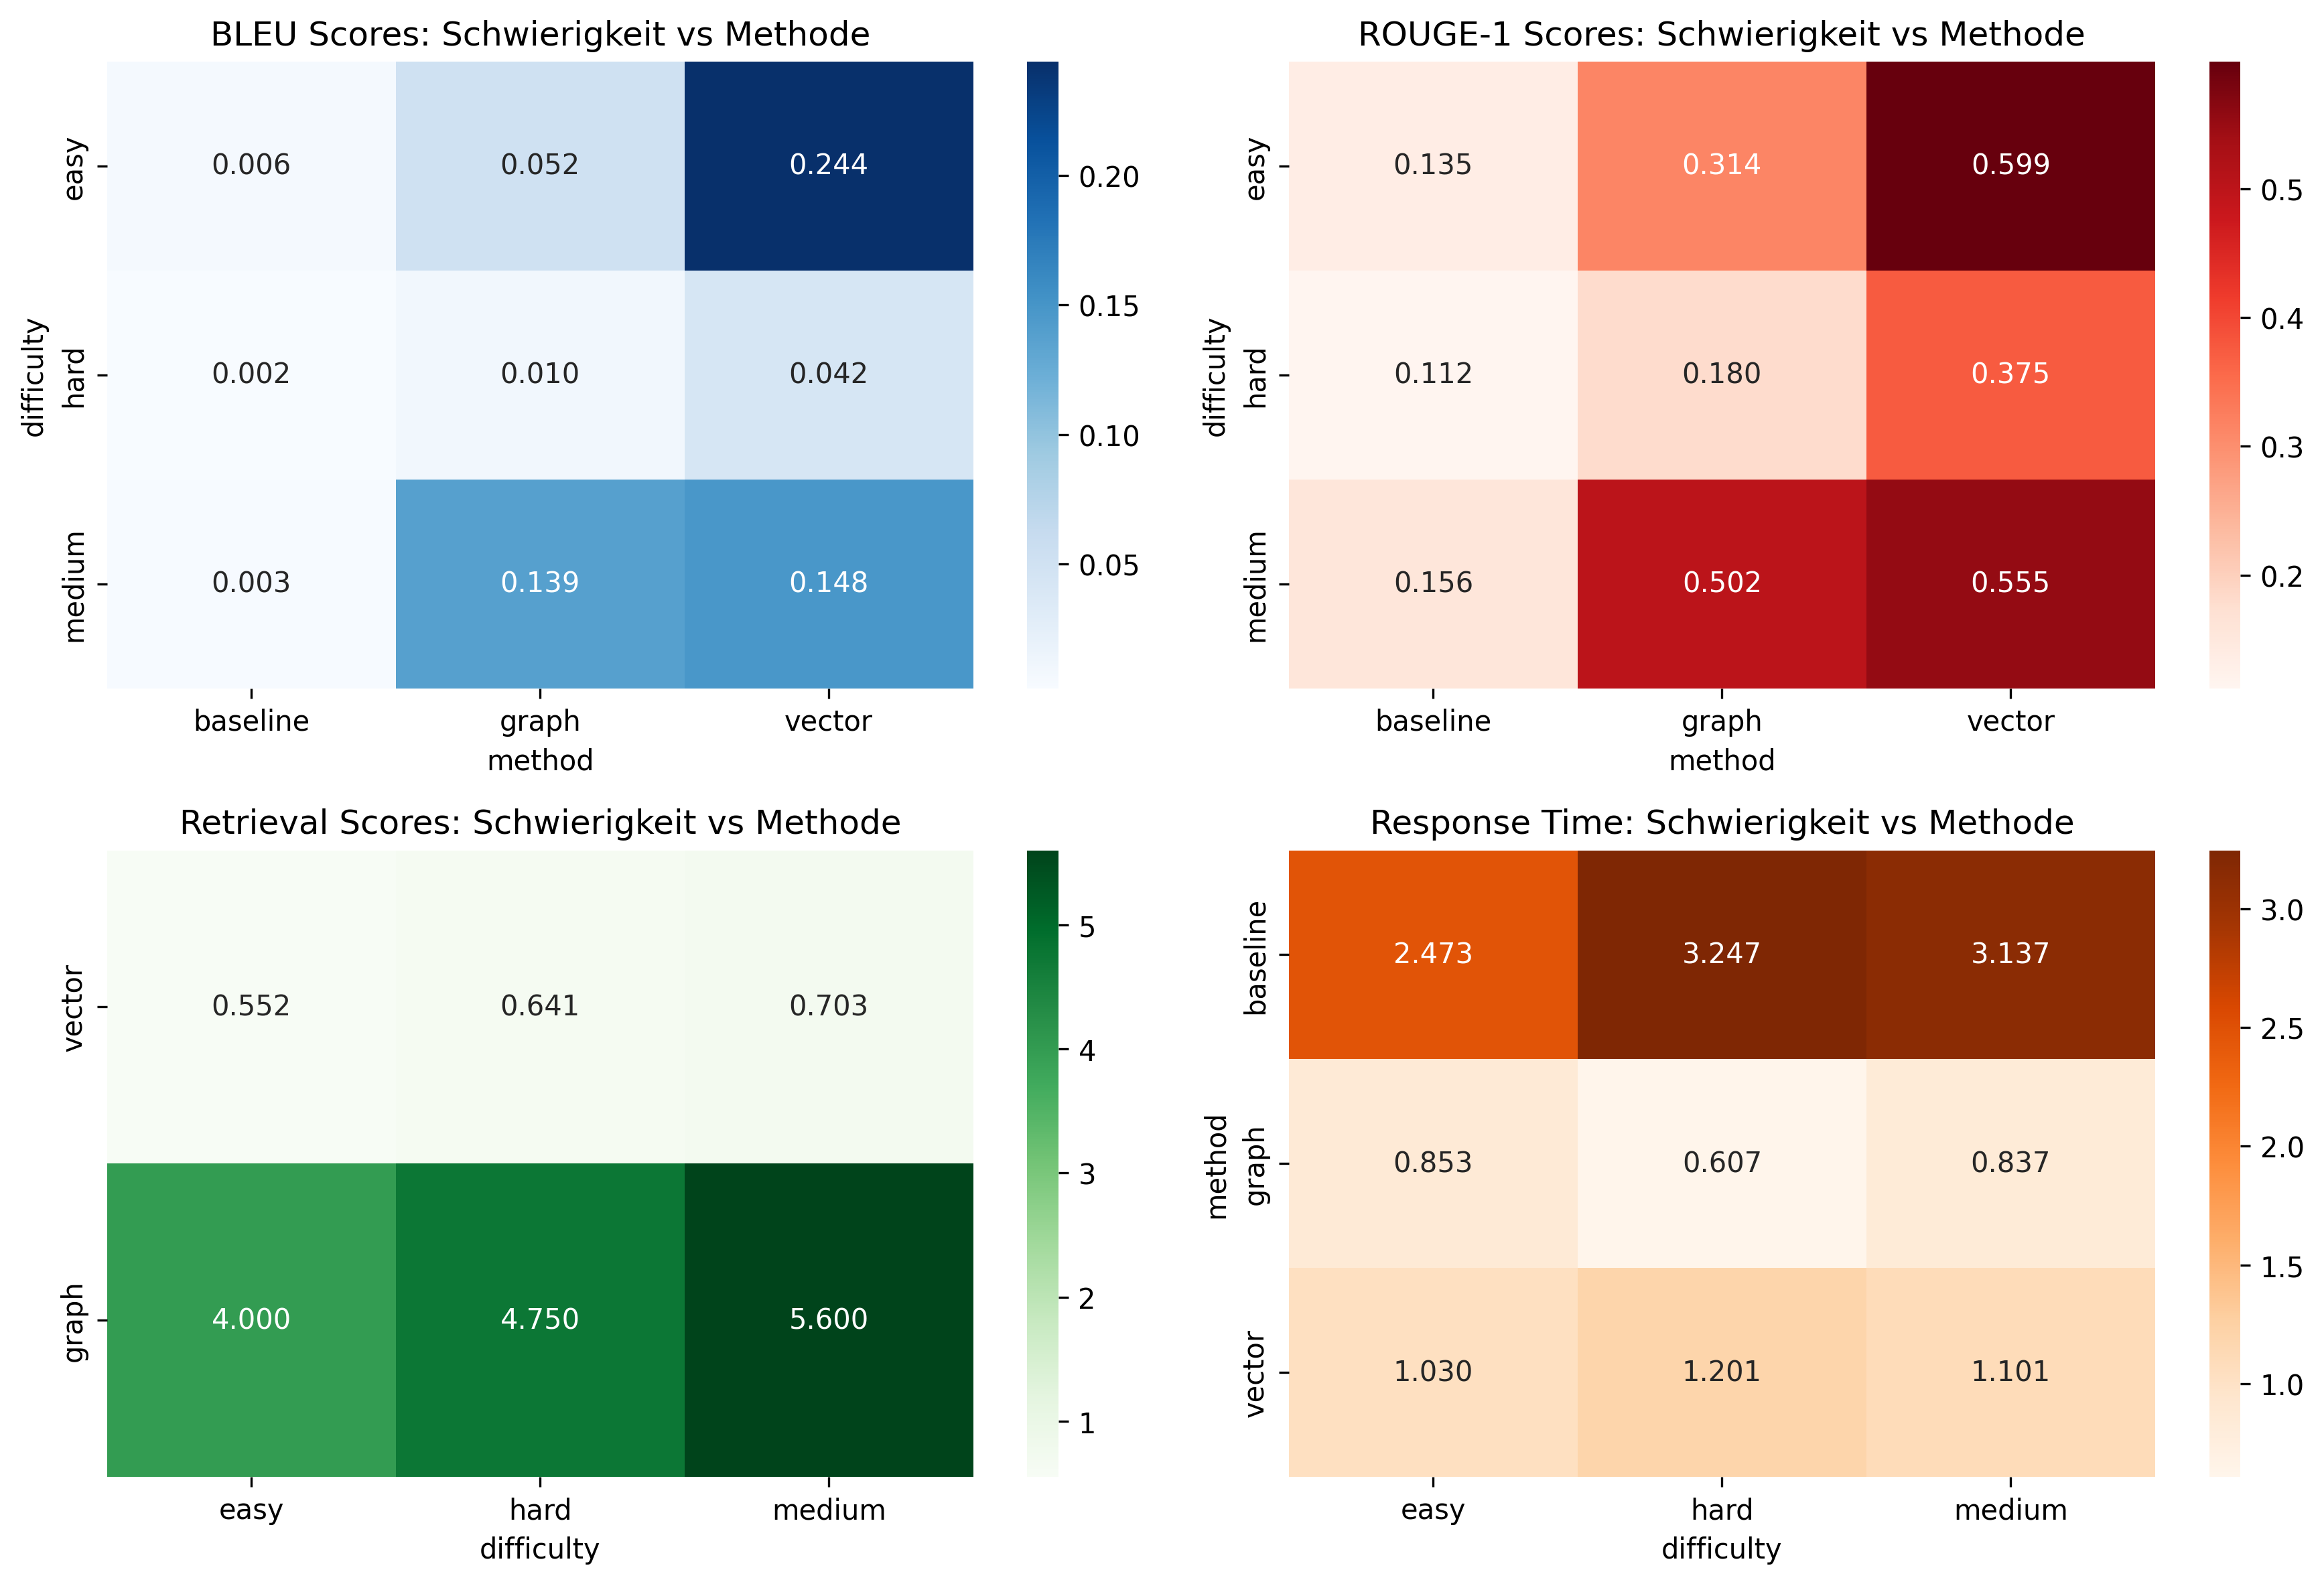 BLEU Scores: Schwierigkeit vs Methode
easy
0.006 0.052 0.244
hard
0.002 0.010 0.042
medium
0.003 0.139 0.148
difficulty
baseline graph vector
method
0.20
0.15
0.10
0.05
ROUGE-1 Scores: Schwierigkeit vs Methode
easy
0.135 0.314 0.599
hard
0.112 0.180 0.375
medium
0.156 0.502 0.555
difficulty
baseline graph vector
method
0.5
0.4
0.3
0.2
Retrieval Scores: Schwierigkeit vs Methode
vector
0.552 0.641 0.703
graph
4.000 4.750 5.600
easy hard medium
difficulty
5
4
3
2
1
Response Time: Schwierigkeit vs Methode
baseline
2.473 3.247 3.137
graph
0.853 0.607 0.837
vector
1.030 1.201 1.101
method
easy hard medium
difficulty
3.0
2.5
2.0
1.5
1.0